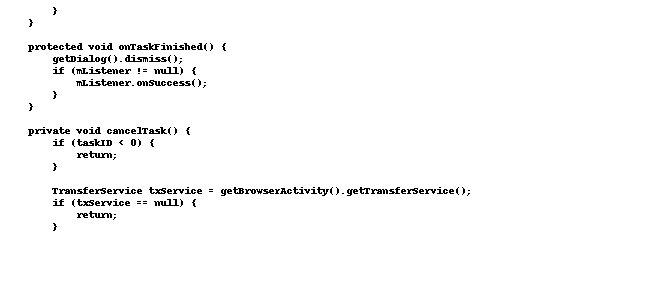 }
    }

    protected void onTaskFinished() {
        getDialog().dismiss();
        if (mListener != null) {
            mListener.onSuccess();
        }
    }

    private void cancelTask() {
        if (taskID < 0) {
            return;
        }

        TransferService txService = getBrowserActivity().getTransferService();
        if (txService == null) {
            return;
        }